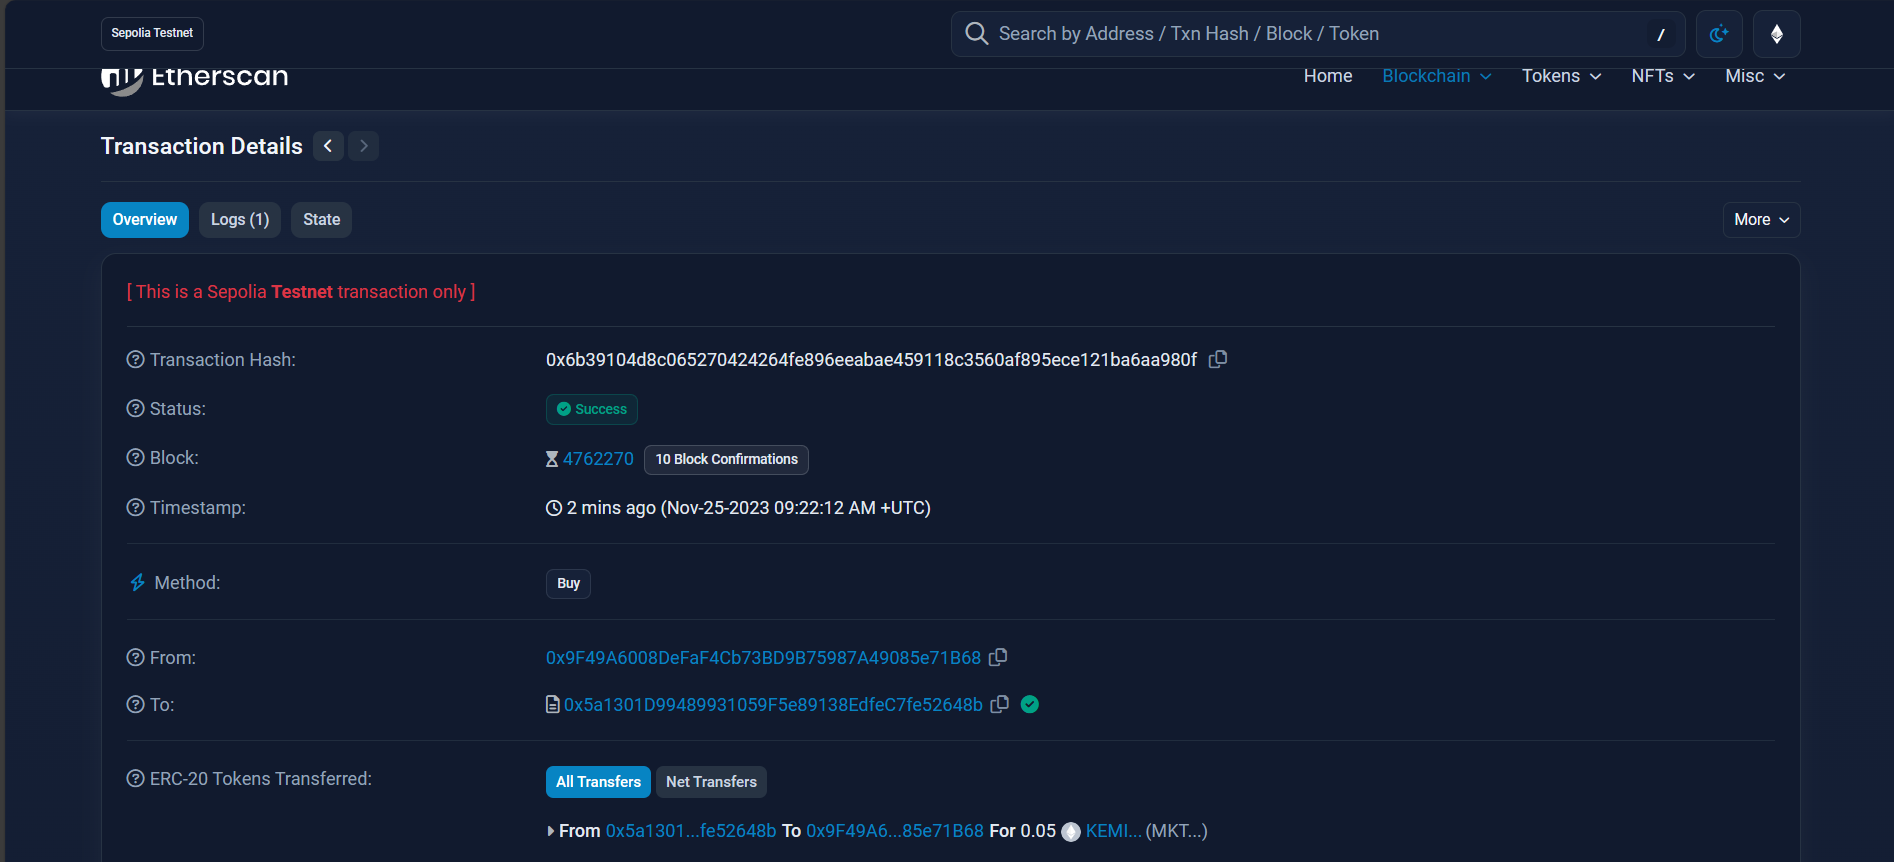 Sepolia Testnet
Search by Address / Txn Hash / Block / Token
/
Etherscan
Home Blockchain Tokens NFTs Misc
Transaction Details
Overview Logs (1) State More
[ This is a Sepolia Testnet transaction only ]
Transaction Hash: 0x6b39104d8c065270424264fe896eeabae459118c3560af895ece121ba6aa980f
Status: Success
Block: 4762270 10 Block Confirmations
Timestamp: 2 mins ago (Nov-25-2023 09:22:12 AM +UTC)
Method: Buy
From: 0x9F49A6008DeFaF4Cb73BD9B75987A49085e71B68
To: 0x5a1301D99489931059F5e89138EdfeC7fe52648b
ERC-20 Tokens Transferred: All Transfers Net Transfers
From 0x5a1301...fe52648b To 0x9F49A6...85e71B68 For 0.05 KEMI... (MKT...)